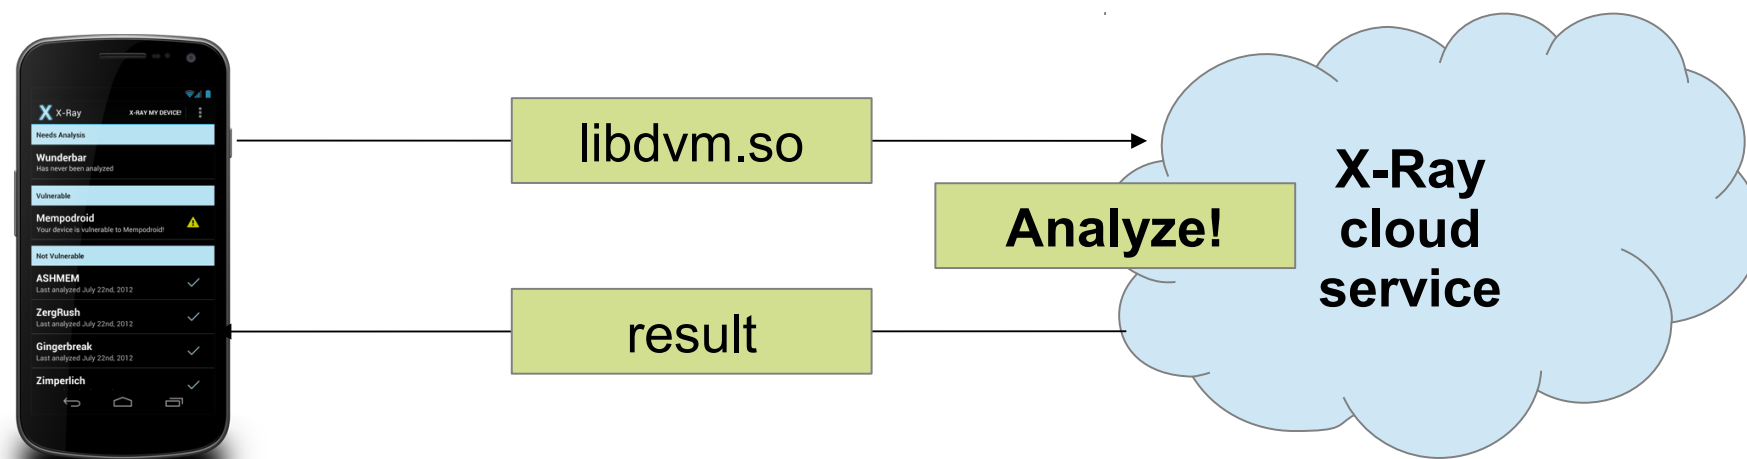 X X-Ray X-RAY MY DEVICE!
Needs Analysis
Wunderbar
Has never been analyzed
Vulnerable
Mempodroid
Your device is vulnerable to Mempodroid!
Not Vulnerable
ASHMEM
Last analyzed July 22nd, 2012
ZergRush
Last analyzed July 22nd, 2012
Gingerbreak
Last analyzed July 22nd, 2012
Zimperlich
libdvm.so
Analyze!
result
X-Ray
cloud
service